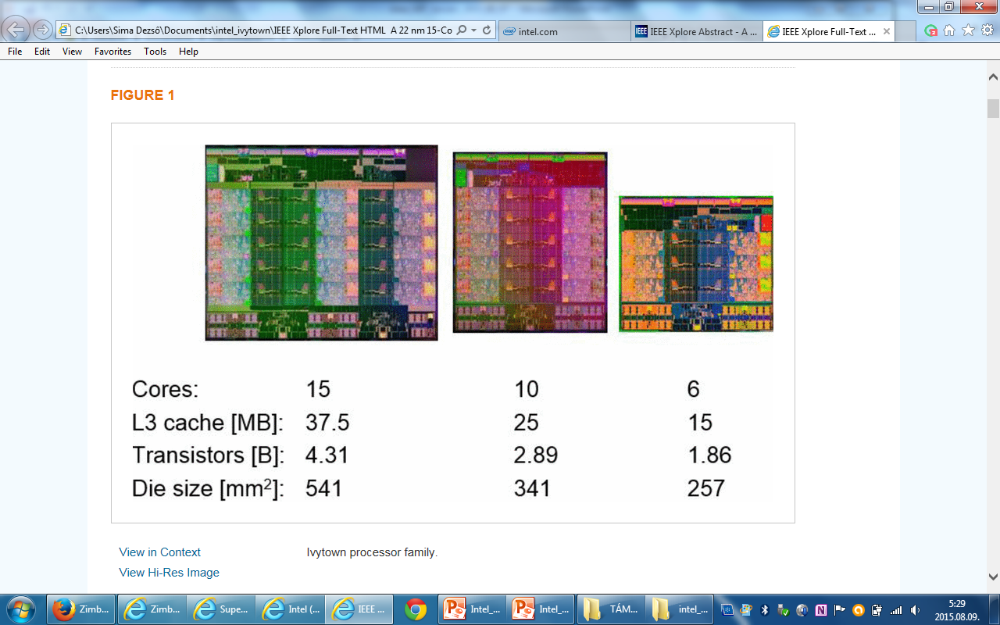 C:\Users\Sima Dezső\Documents\intel_ivytown\IEEE Xplore Full-Text HTML  A 22 nm 15-Co
intel.com
IEEE Xplore Abstract - A ...
IEEE Xplore Full-Text ...
File Edit View Favorites Tools Help
FIGURE 1
Cores: 15 10 6
L3 cache [MB]: 37.5 25 15
Transistors [B]: 4.31 2.89 1.86
Die size [mm²]: 541 341 257
View in Context
Ivytown processor family.
View Hi-Res Image
Zimb... Zimb... Supe... Intel (... IEEE ... Intel_... Intel_... TÁM... intel_...
5:29
2015.08.09.